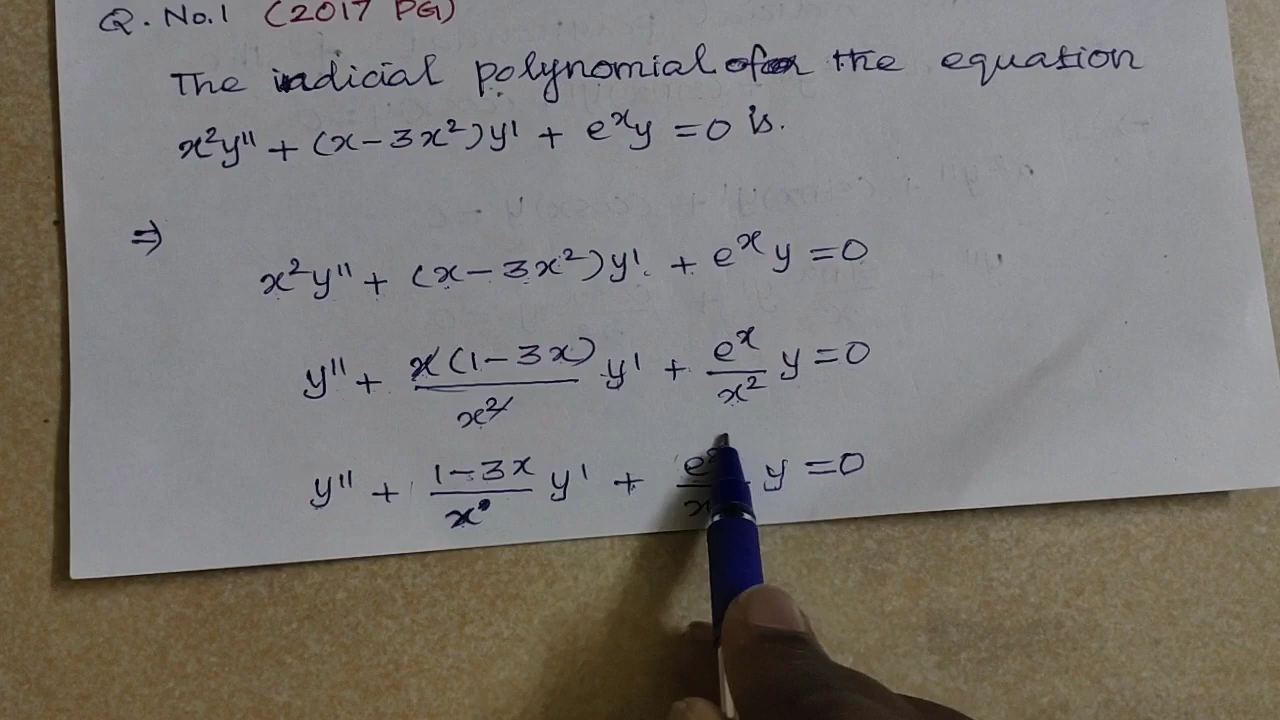 Q. No.1 (2017 PG)
The indicial polynomial of the equation
x²y'' + (x-3x²)y' + eˣy = 0 is.
⇒
x²y'' + (x-3x²)y' + eˣy = 0
y'' + x(1-3x)/x² y' + eˣ/x² y = 0
y'' + (1-3x)/x y' + y = 0